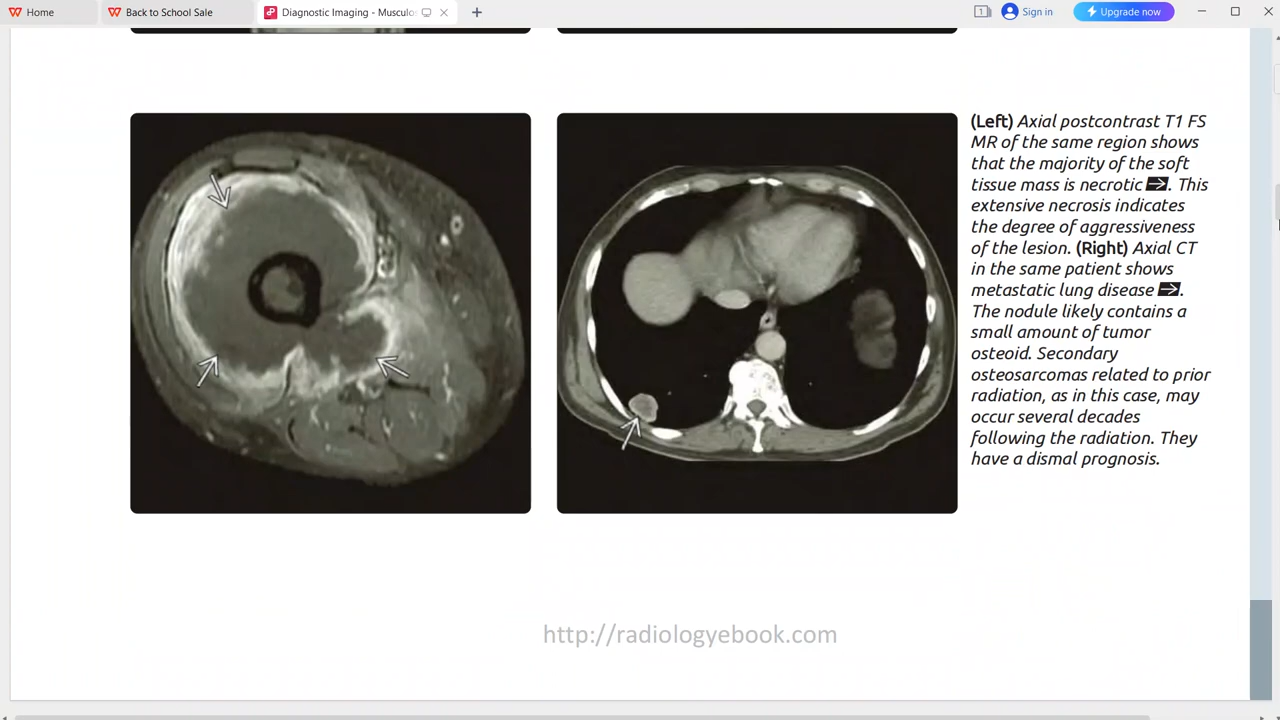 Home
Back to School Sale
Diagnostic Imaging - Musculos
1
Sign in
Upgrade now
(Left) Axial postcontrast T1 FS
MR of the same region shows
that the majority of the soft
tissue mass is necrotic ➡. This
extensive necrosis indicates
the degree of aggressiveness
of the lesion. (Right) Axial CT
in the same patient shows
metastatic lung disease ➡.
The nodule likely contains a
small amount of tumor
osteoid. Secondary
osteosarcomas related to prior
radiation, as in this case, may
occur several decades
following the radiation. They
have a dismal prognosis.
http://radiologyebook.com